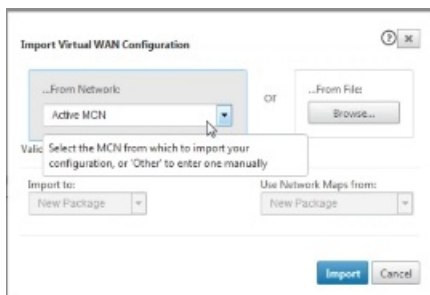 Import Virtual WAN Configuration
...From Network:
Active MCN
or
...From File:
Browse...
Valid
Select the MCN from which to import your
configuration, or 'Other' to enter one manually
Import to:
New Package
Use Network Maps from:
New Package
Import
Cancel